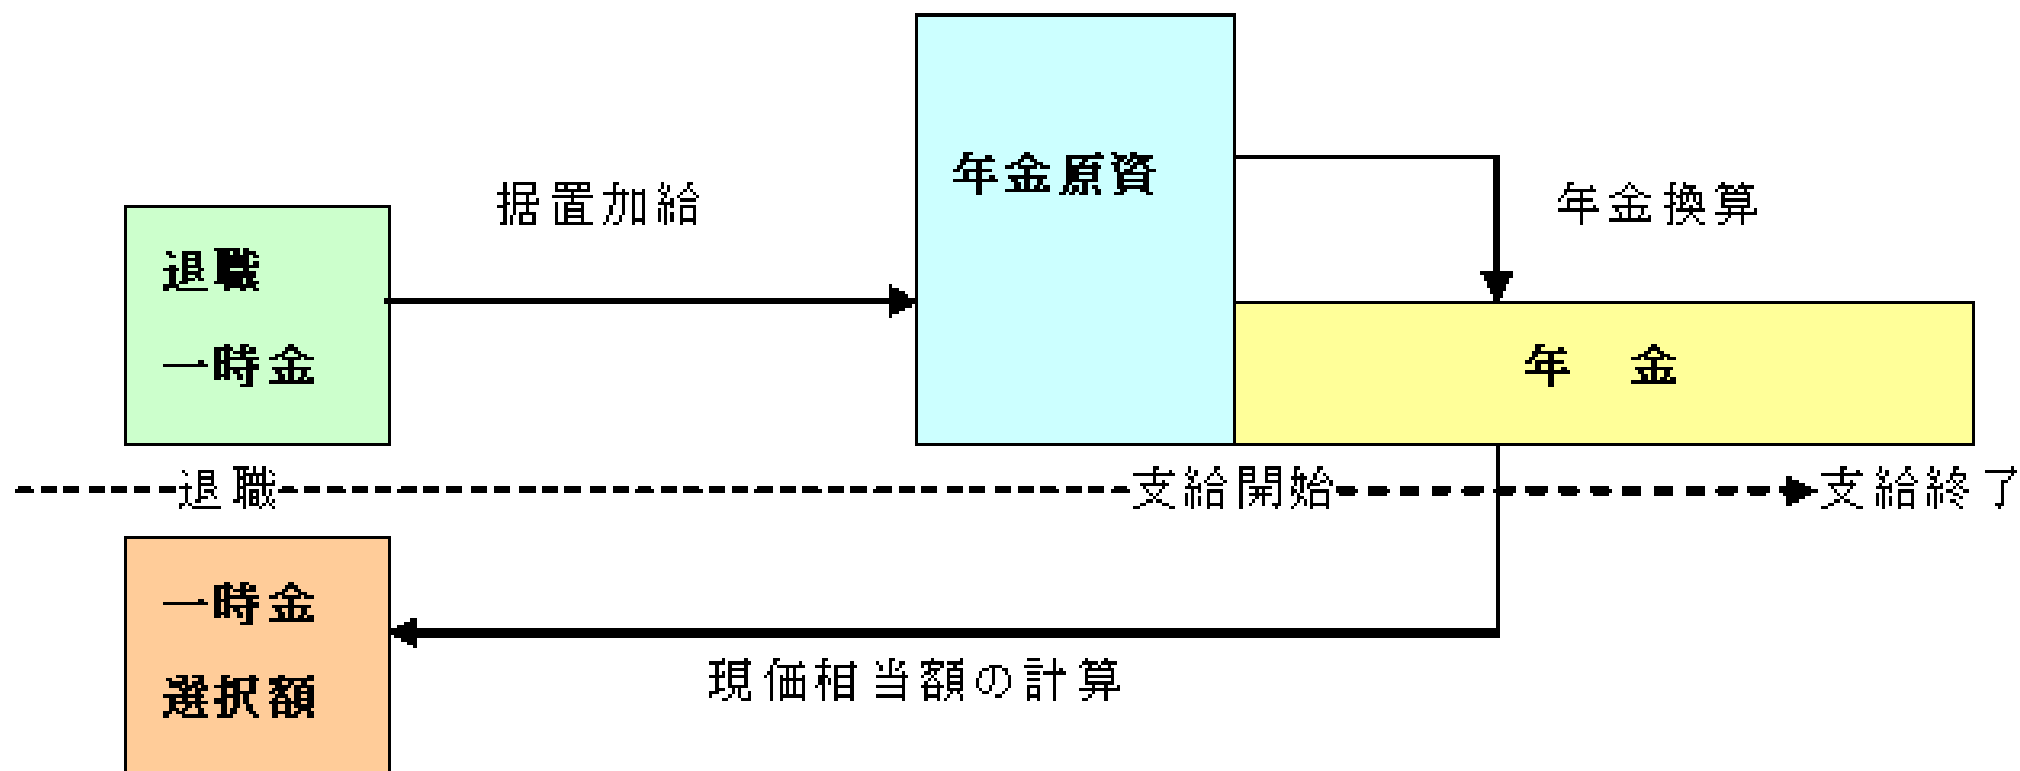 据置加給
年金原資
年金換算
退職
一時金
年　金
退職
支給開始
支給終了
一時金
選択額
現価相当額の計算